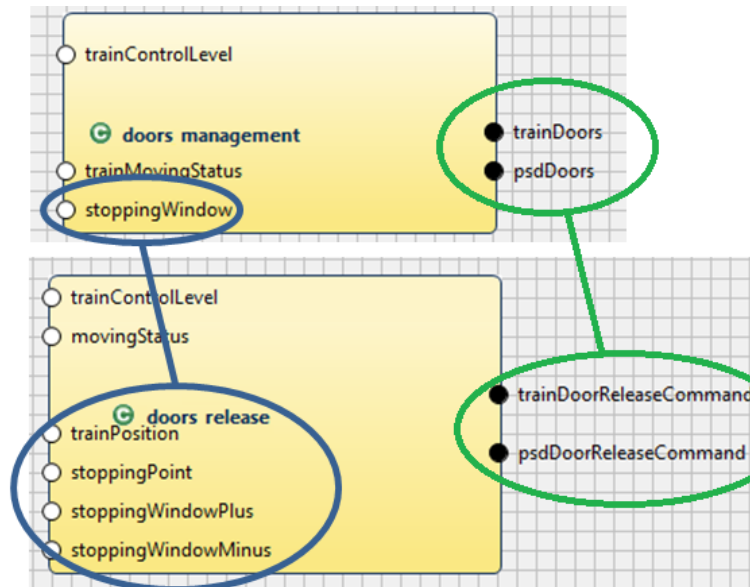 trainControlLevel
C doors management
trainDoors
trainMovingStatus
psdDoors
stoppingWindow
trainControlLevel
movingStatus
trainDoorReleaseCommand
C doors release
trainPosition
psdDoorReleaseCommand
stoppingPoint
stoppingWindowPlus
stoppingWindowMinus